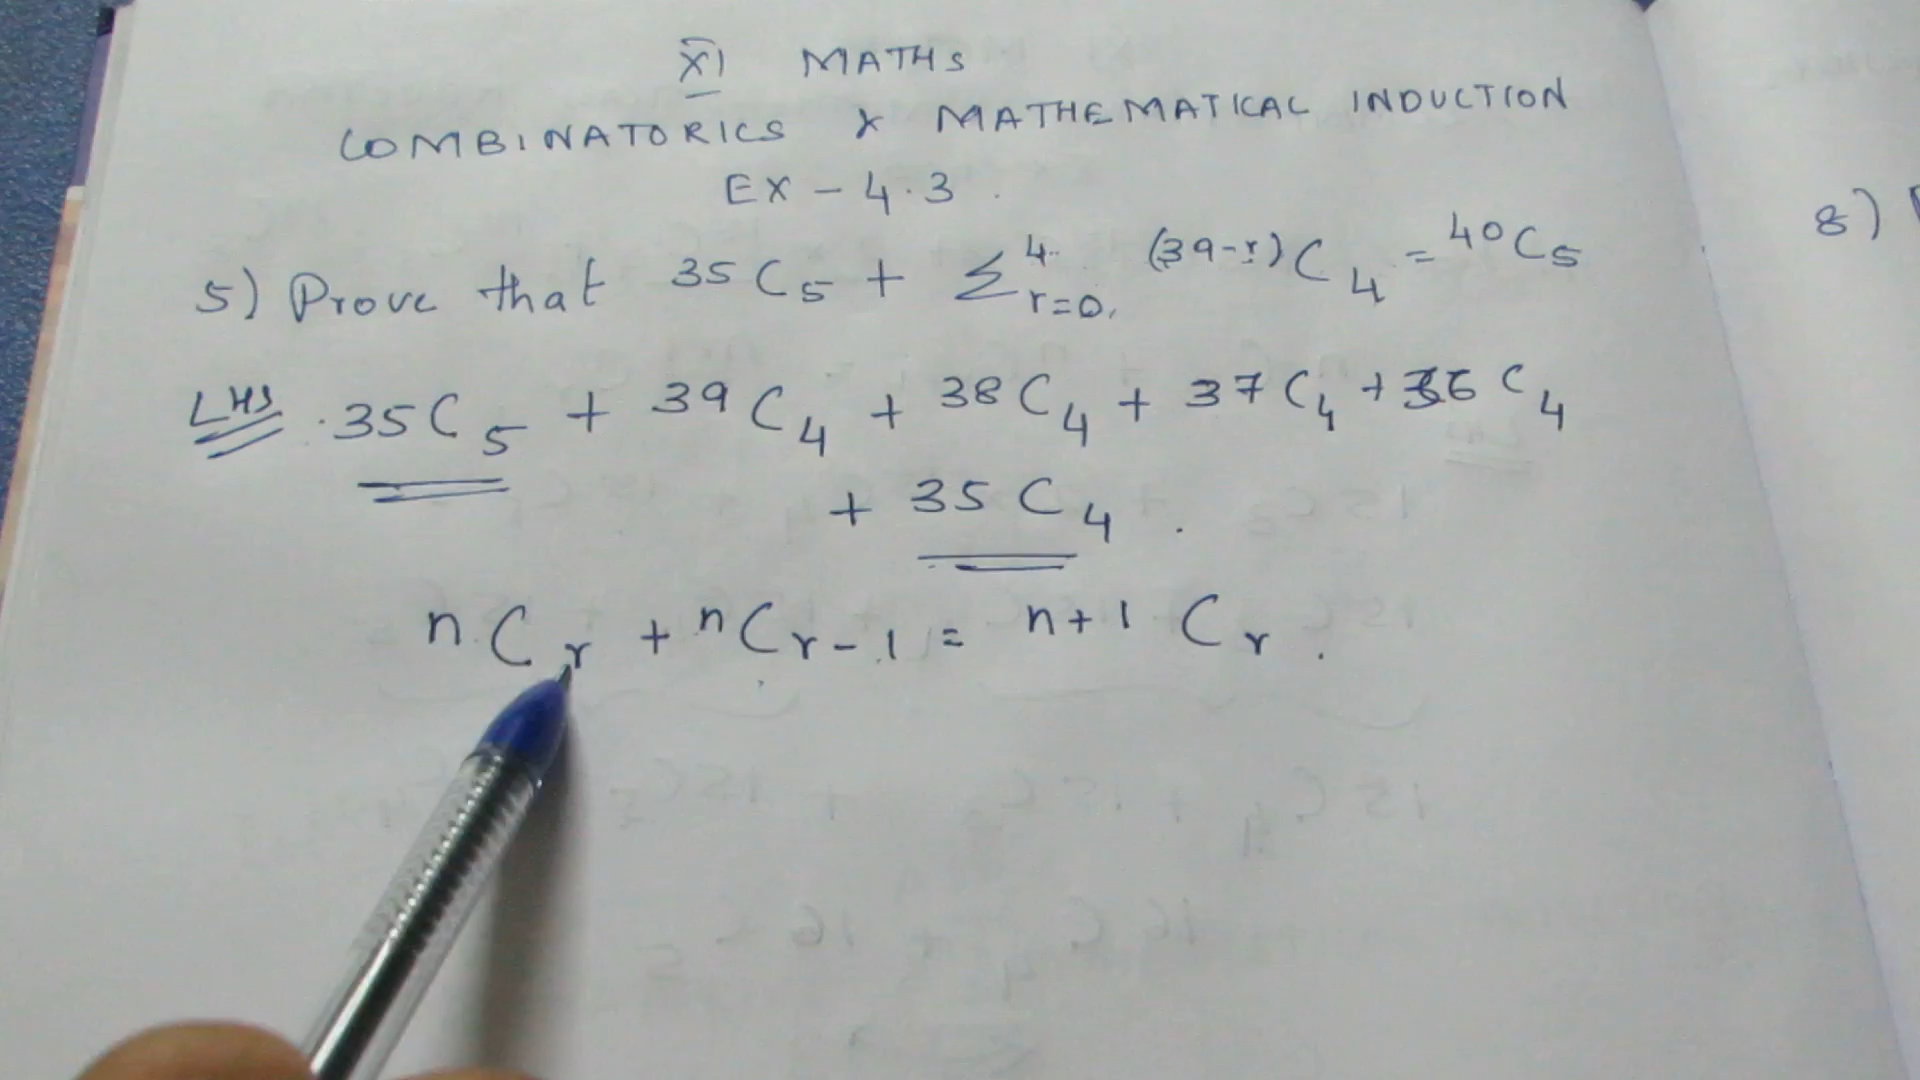 XI MATHS
COMBINATORICS & MATHEMATICAL INDUCTION
EX - 4.3.
5) Prove that 35C₅ + Σ⁴ᵣ₌₀, (39-r)C₄ = 40C₅
LHS 35C₅ + 39C₄ + 38C₄ + 37C₄ + 36C₄
+ 35C₄.
nCᵣ + nCᵣ₋₁ = n+1Cᵣ.
8)